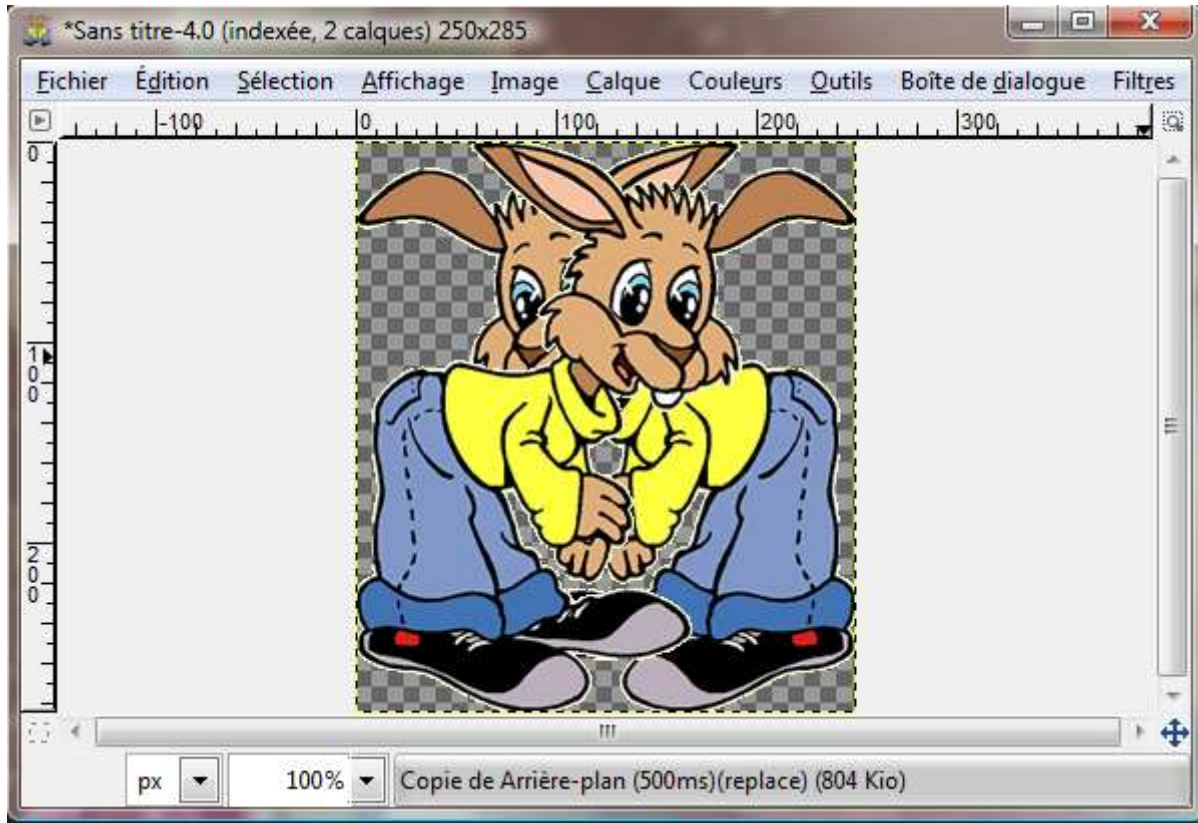 *Sans titre-4.0 (indexée, 2 calques) 250x285
Fichier Édition Sélection Affichage Image Calque Couleurs Outils Boîte de dialogue Filtres
-100 0 100 200 300
0
100
200
px 100% Copie de Arrière-plan (500ms)(replace) (804 Kio)